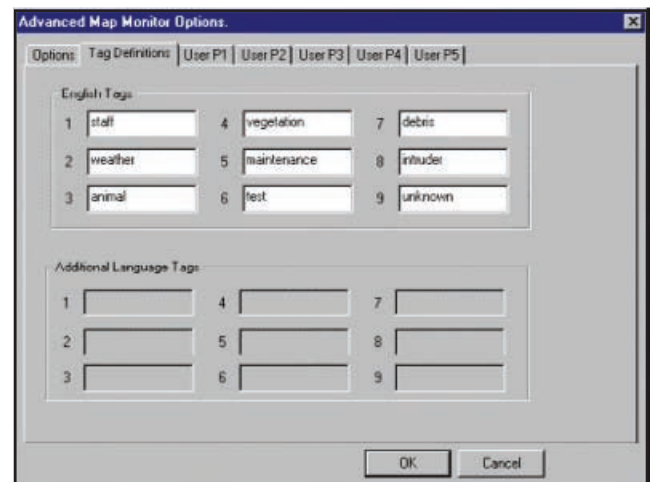 Advanced Map Monitor Options.
Options Tag Definitions User P1 User P2 User P3 User P4 User P5
English Tags
1 staff 4 vegetation 7 debris
2 weather 5 maintenance 8 intruder
3 animal 6 test 9 unknown
Additional Language Tags
1 4 7
2 5 8
3 6 9
OK Cancel